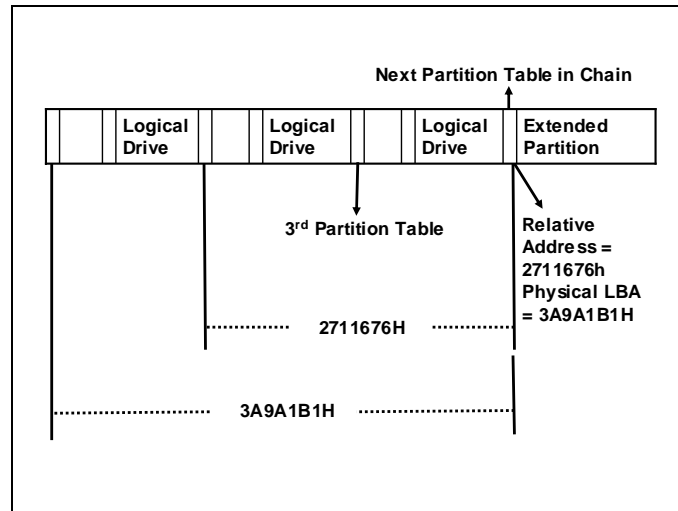 Next Partition Table in Chain
Logical
Drive
Logical
Drive
Logical
Drive
Extended
Partition
3rd Partition Table
Relative
Address =
2711676h
Physical LBA
= 3A9A1B1H
2711676H
3A9A1B1H